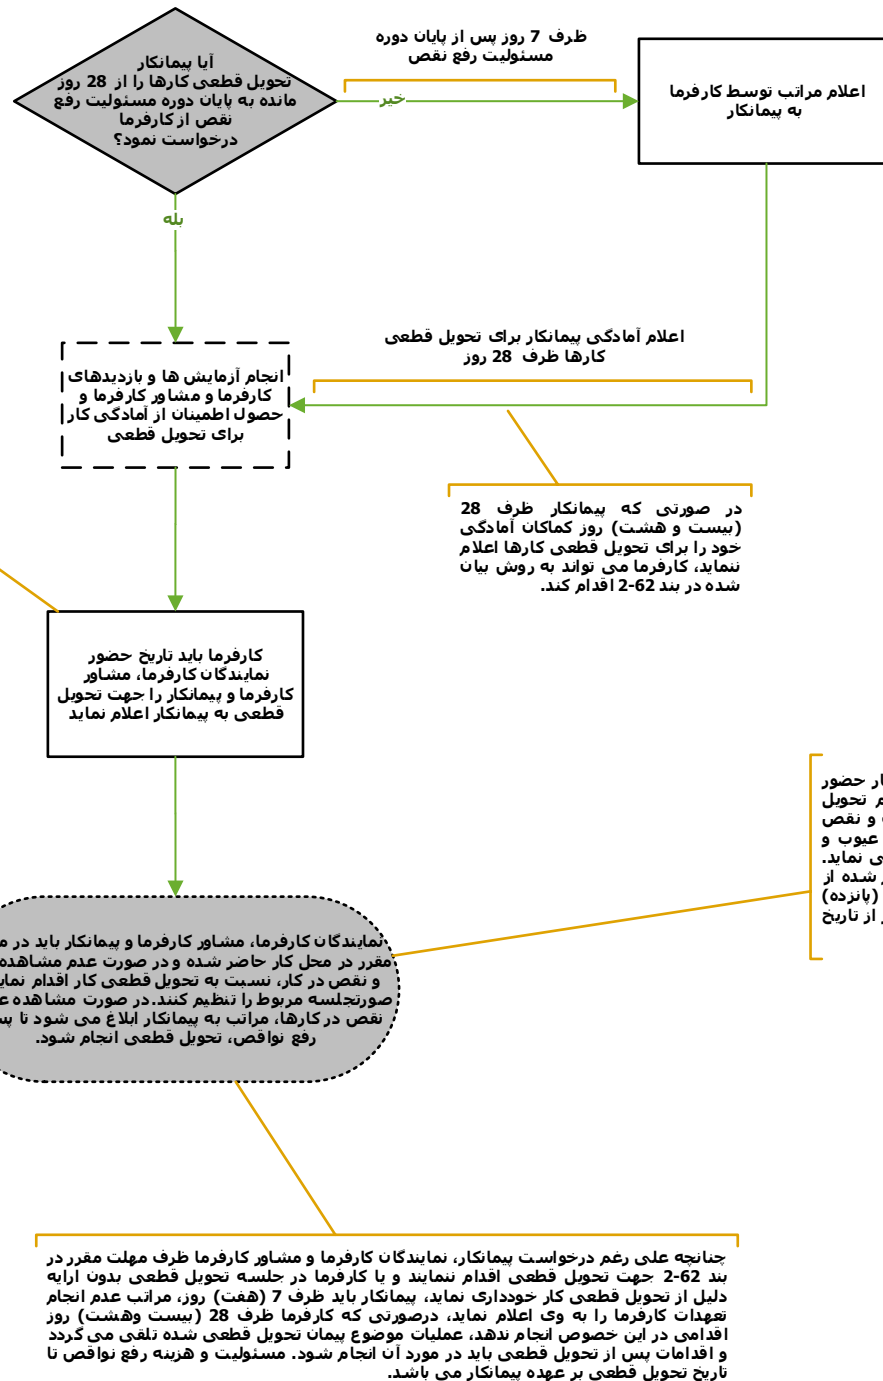 آیا پیمانکار
تحویل قطعی کارها را از 28 روز
مانده به پایان دوره مسئولیت رفع
نقص از کارفرما
درخواست نمود؟
ظرف 7 روز پس از پایان دوره
مسئولیت رفع نقص
خیر
اعلام مراتب توسط کارفرما
به پیمانکار
بله
اعلام آمادگی پیمانکار برای تحویل قطعی
کارها ظرف 28 روز
انجام آزمایش ها و بازدیدهای
کارفرما و مشاور کارفرما و
حصول اطمینان از آمادگی کار
برای تحویل قطعی
در صورتی که پیمانکار ظرف 28
(بیست و هشت) روز کماکان آمادگی
خود را برای تحویل قطعی کارها اعلام
ننماید، کارفرما می تواند به روش بیان
شده در بند 62-2 اقدام کند.
کارفرما باید تاریخ حضور
نمایندگان کارفرما، مشاور
کارفرما و پیمانکار را جهت تحویل
قطعی به پیمانکار اعلام نماید
حضور
تحویل
و نقص
عیوب و
نماید.
شده از
(پانزده)
از تاریخ
نمایندگان کارفرما، مشاور کارفرما و پیمانکار باید در
مقرر در محل کار حاضر شده و در صورت عدم مشاهده
و نقص در کار، نسبت به تحویل قطعی کار اقدام
صورتجلسه مربوط را تنظیم کنند.در صورت مشاهده
نقص در کارها، مراتب به پیمانکار ابلاغ می شود تا
رفع نواقص، تحویل قطعی انجام شود.
چنانچه علی رغم درخواست پیمانکار، نمایندگان کارفرما و مشاور کارفرما ظرف مهلت مقرر در
بند 62-2 جهت تحویل قطعی اقدام ننمایند و یا کارفرما در جلسه تحویل قطعی بدون ارایه
دلیل از تحویل قطعی کار خودداری نماید، پیمانکار باید ظرف 7 (هفت) روز، مراتب عدم انجام
تعهدات کارفرما را به وی اعلام نماید، درصورتی که کارفرما ظرف 28 (بیست وهشت) روز
اقدامی در این خصوص انجام ندهد، عملیات موضوع پیمان تحویل قطعی شده تلقی می گردد
و اقدامات پس از تحویل قطعی باید در مورد آن انجام شود. مسئولیت و هزینه رفع نواقص تا
تاریخ تحویل قطعی بر عهده پیمانکار می باشد.